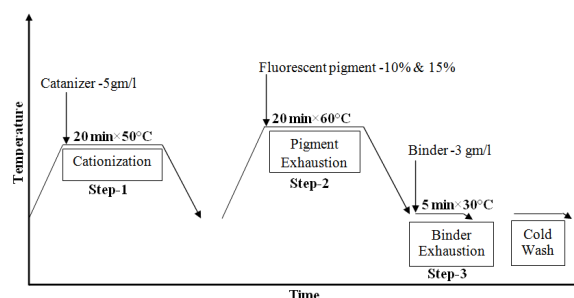 Fluorescent pigment -10% & 15%
Catanizer -5gm/l
20 min×50°C
Cationization
Step-1
20 min×60°C
Pigment
Exhaustion
Step-2
Binder -3 gm/l
5 min×30°C
Binder
Exhaustion
Step-3
Cold
Wash
Temperature
Time